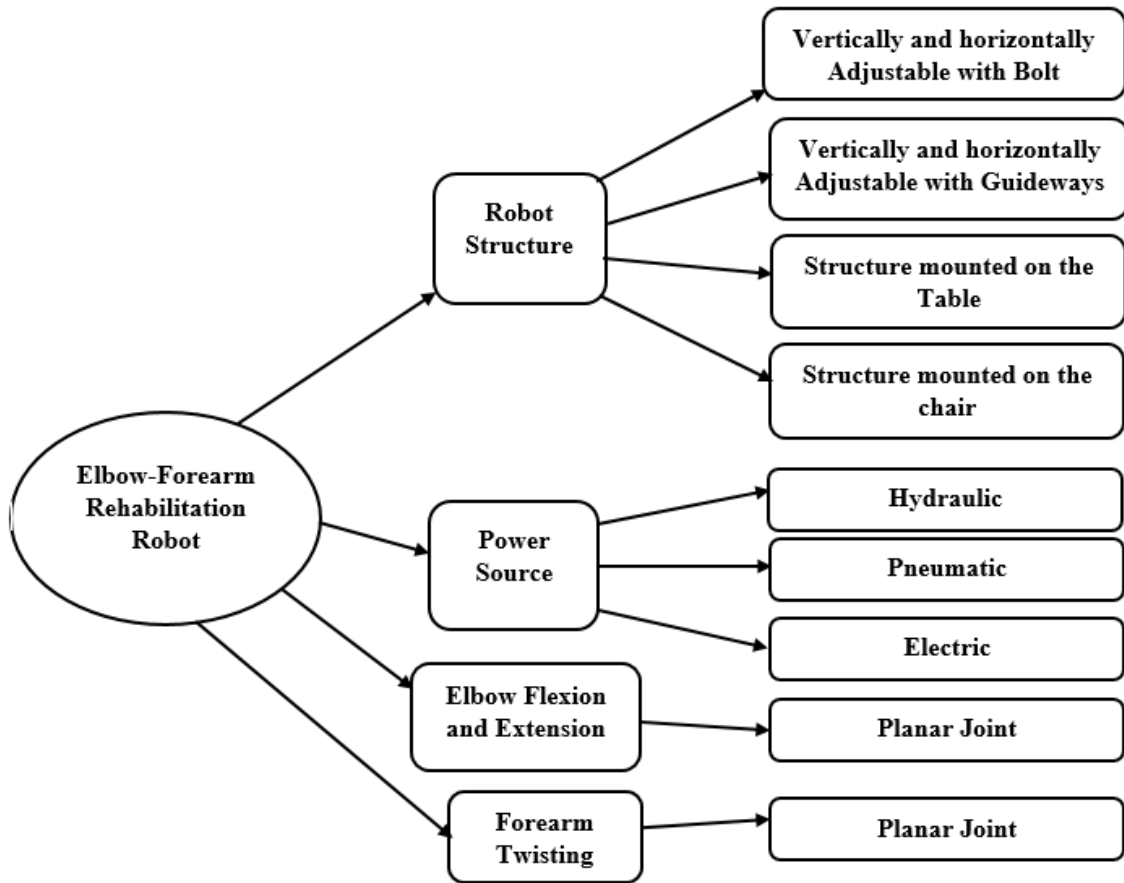 Vertically and horizontally
Adjustable with Bolt
Vertically and horizontally
Adjustable with Guideways
Robot
Structure
Structure mounted on the
Table
Structure mounted on the
chair
Elbow-Forearm
Rehabilitation
Robot
Power
Source
Hydraulic
Pneumatic
Electric
Elbow Flexion
and Extension
Planar Joint
Forearm
Twisting
Planar Joint